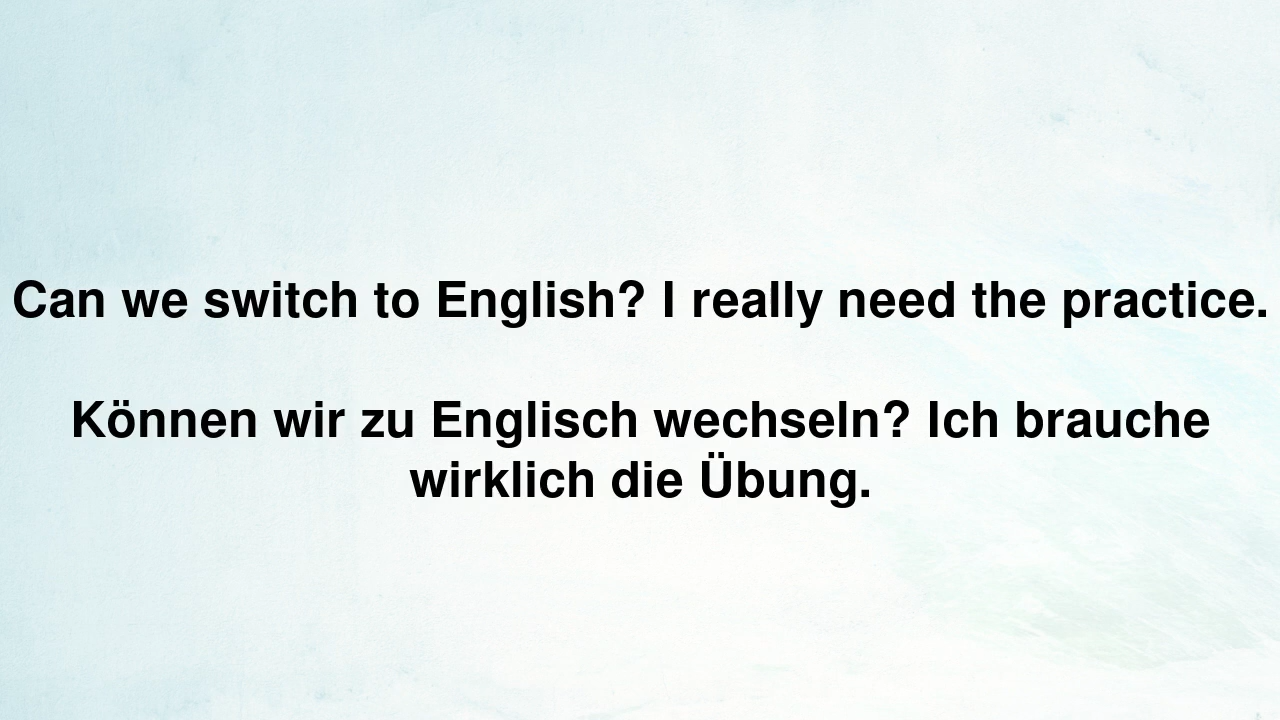 Can we switch to English? I really need the practice.
Können wir zu Englisch wechseln? Ich brauche
wirklich die Übung.